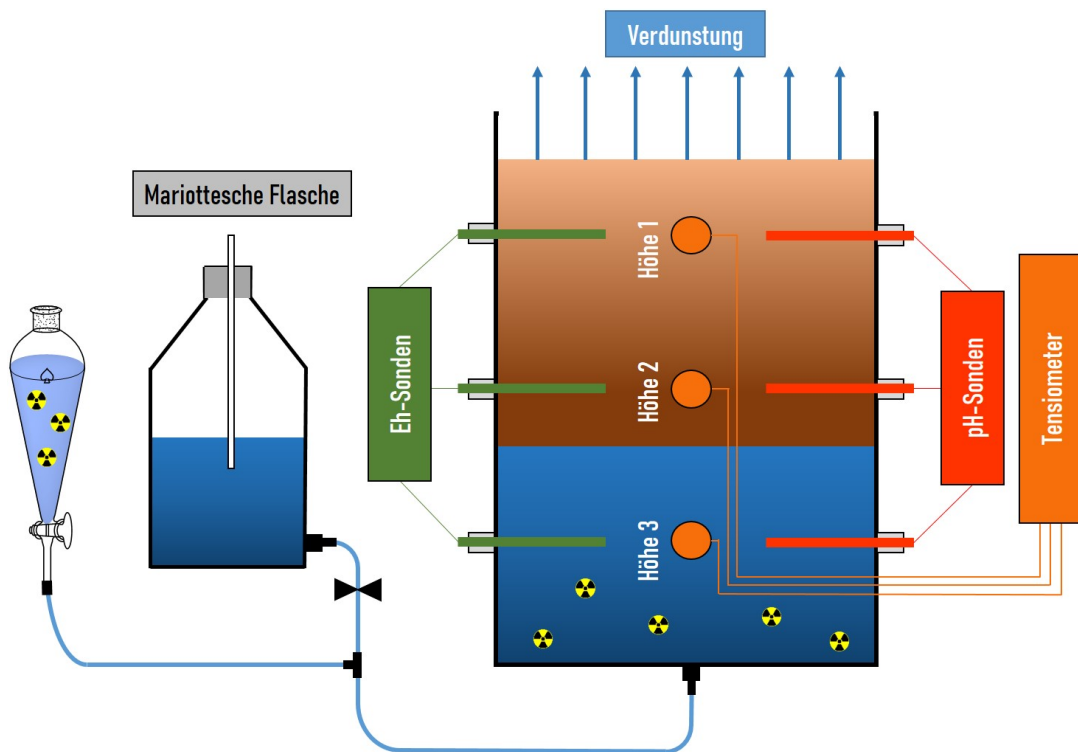 Verdunstung
Mariottesche Flasche
Höhe 1
Höhe 2
Höhe 3
Eh-Sonden
pH-Sonden
Tensiometer